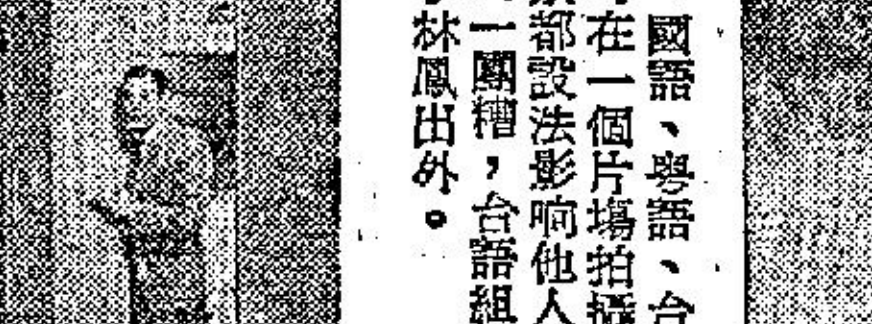 國語、粵語、台
在一個片場拍攝
都設法影响他人
一團糟，台語組
林鳳出外。